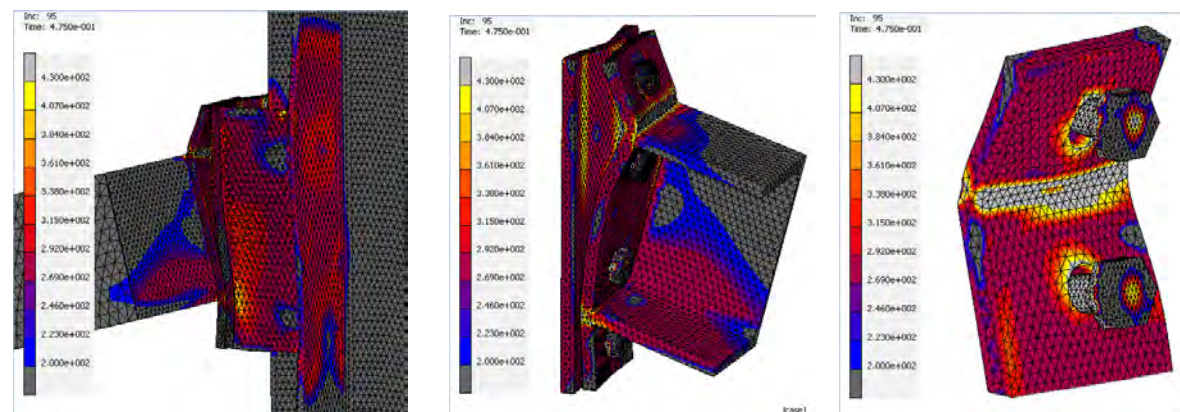 Inc: 95
Time: 4.750e-001
4.300e+002
4.070e+002
3.840e+002
3.610e+002
3.380e+002
3.150e+002
2.920e+002
2.690e+002
2.460e+002
2.230e+002
2.000e+002
Inc: 95
Time: 4.750e-001
4.300e+002
4.070e+002
3.840e+002
3.610e+002
3.380e+002
3.150e+002
2.920e+002
2.690e+002
2.460e+002
2.230e+002
2.000e+002
lcase1
Inc: 95
Time: 4.750e-001
4.300e+002
4.070e+002
3.840e+002
3.610e+002
3.380e+002
3.150e+002
2.920e+002
2.690e+002
2.460e+002
2.230e+002
2.000e+002